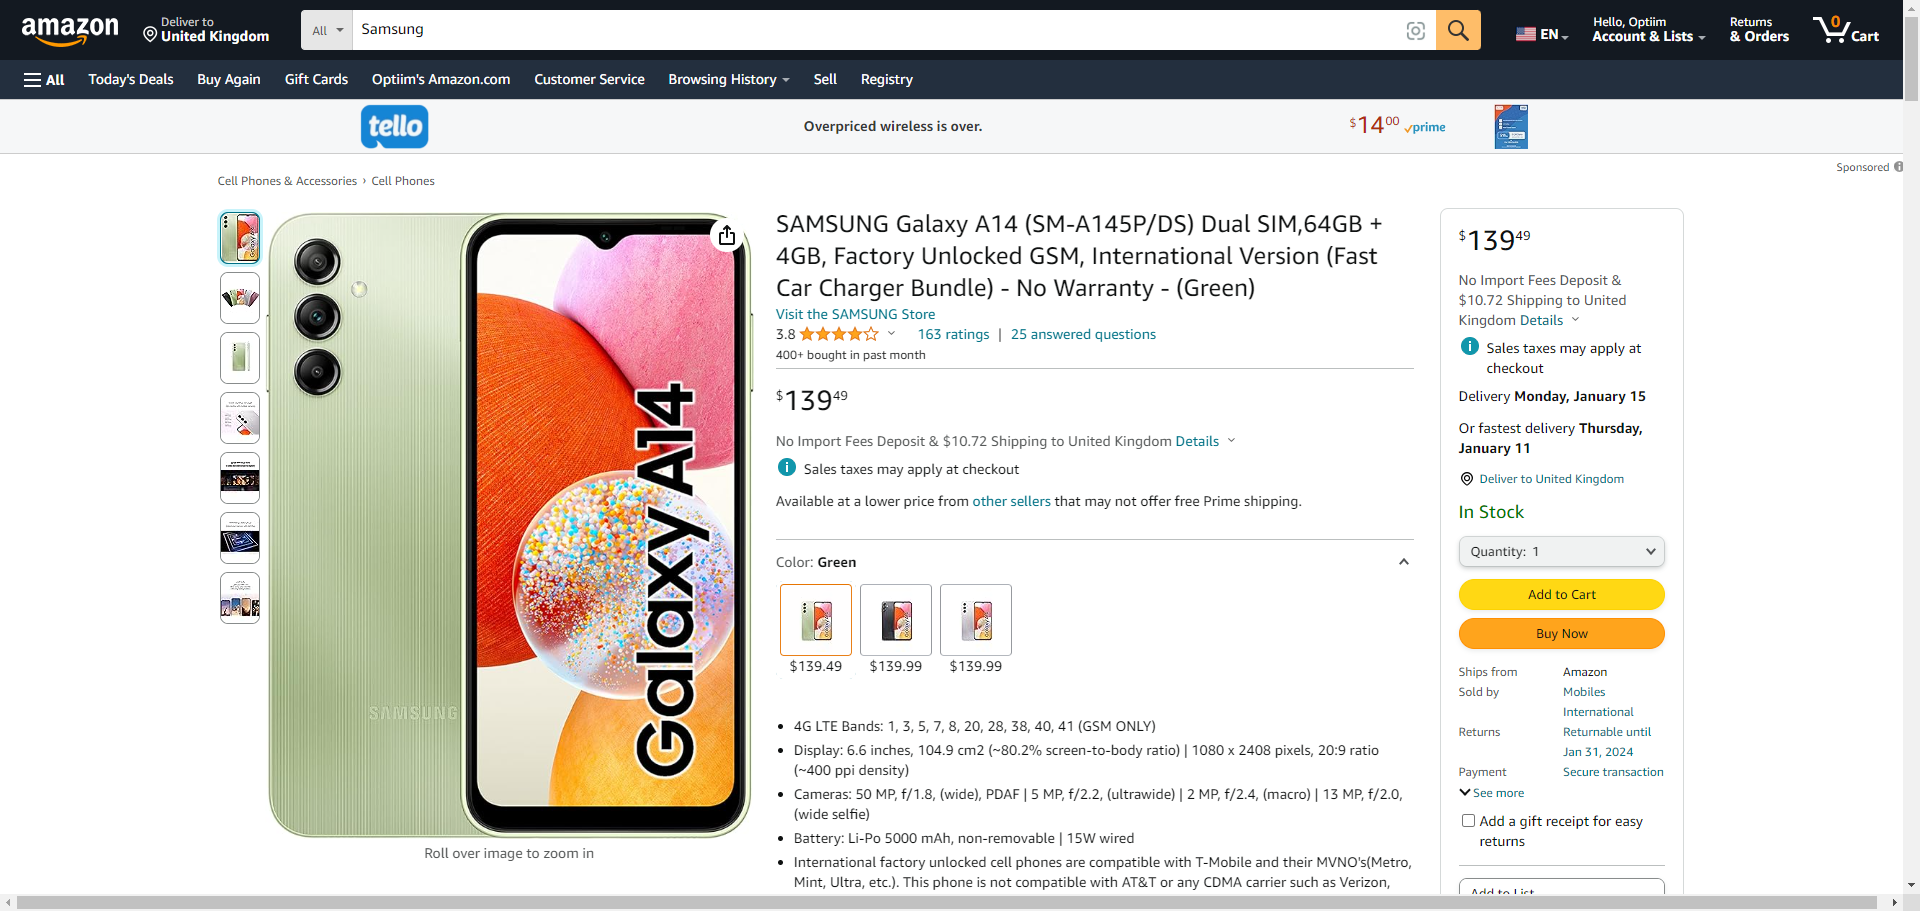 amazon
Deliver to
United Kingdom
All
Samsung
EN
Hello, Optiim
Account & Lists
Returns
& Orders
0
Cart
All
Today's Deals
Buy Again
Gift Cards
Optiim's Amazon.com
Customer Service
Browsing History
Sell
Registry
tello
Overpriced wireless is over.
$14 00
prime
Sponsored
Cell Phones & Accessories › Cell Phones
SAMSUNG
Galaxy A14
Roll over image to zoom in
SAMSUNG Galaxy A14 (SM-A145P/DS) Dual SIM,64GB +
4GB, Factory Unlocked GSM, International Version (Fast
Car Charger Bundle) - No Warranty - (Green)
Visit the SAMSUNG Store
3.8
163 ratings | 25 answered questions
400+ bought in past month
$139 49
No Import Fees Deposit & $10.72 Shipping to United Kingdom Details
Sales taxes may apply at checkout
Available at a lower price from other sellers that may not offer free Prime shipping.
Color: Green
$139.49
$139.99
$139.99
• 4G LTE Bands: 1, 3, 5, 7, 8, 20, 28, 38, 40, 41 (GSM ONLY)
• Display: 6.6 inches, 104.9 cm2 (~80.2% screen-to-body ratio) | 1080 x 2408 pixels, 20:9 ratio
(~400 ppi density)
• Cameras: 50 MP, f/1.8, (wide), PDAF | 5 MP, f/2.2, (ultrawide) | 2 MP, f/2.4, (macro) | 13 MP, f/2.0,
(wide selfie)
• Battery: Li-Po 5000 mAh, non-removable | 15W wired
• International factory unlocked cell phones are compatible with T-Mobile and their MVNO's(Metro,
Mint, Ultra, etc.). This phone is not compatible with AT&T or any CDMA carrier such as Verizon,
$139 49
No Import Fees Deposit &
$10.72 Shipping to United
Kingdom Details
Sales taxes may apply at
checkout
Delivery Monday, January 15
Or fastest delivery Thursday,
January 11
Deliver to United Kingdom
In Stock
Quantity: 1
Add to Cart
Buy Now
Ships from Amazon
Sold by Mobiles
International
Returns Returnable until
Jan 31, 2024
Payment Secure transaction
See more
Add a gift receipt for easy
returns
Add to List